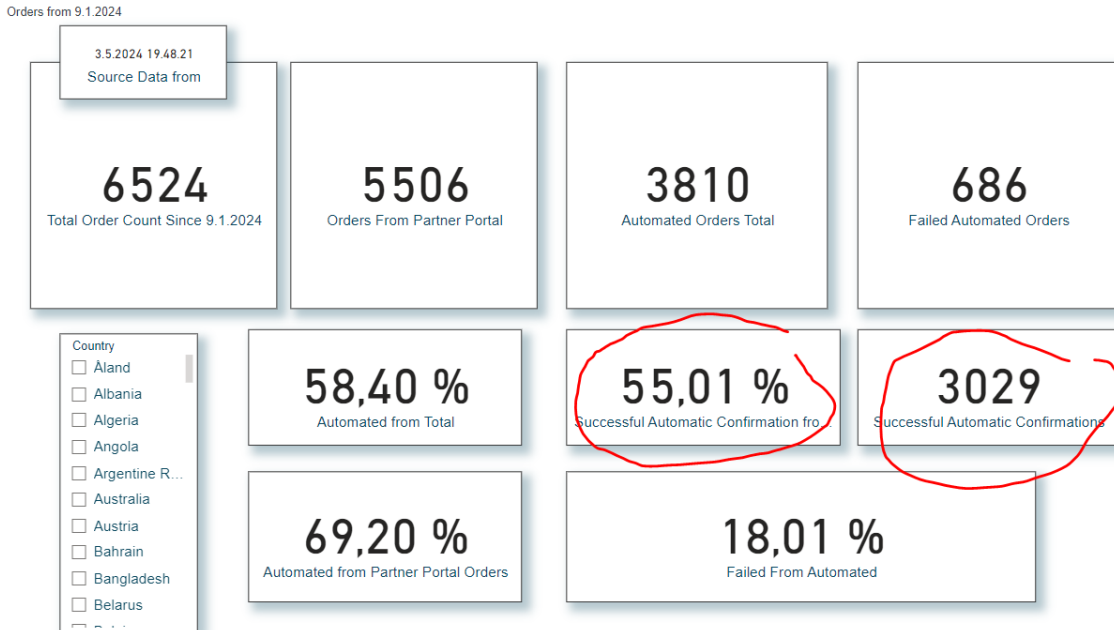 Orders from 9.1.2024
3.5.2024 19.48.21
Source Data from
6524
Total Order Count Since 9.1.2024
5506
Orders From Partner Portal
3810
Automated Orders Total
686
Failed Automated Orders
58,40 %
Automated from Total
55,01 %
Successful Automatic Confirmation fro...
3029
Successful Automatic Confirmations
69,20 %
Automated from Partner Portal Orders
18,01 %
Failed From Automated
Country
Åland
Albania
Algeria
Angola
Argentine R...
Australia
Austria
Bahrain
Bangladesh
Belarus